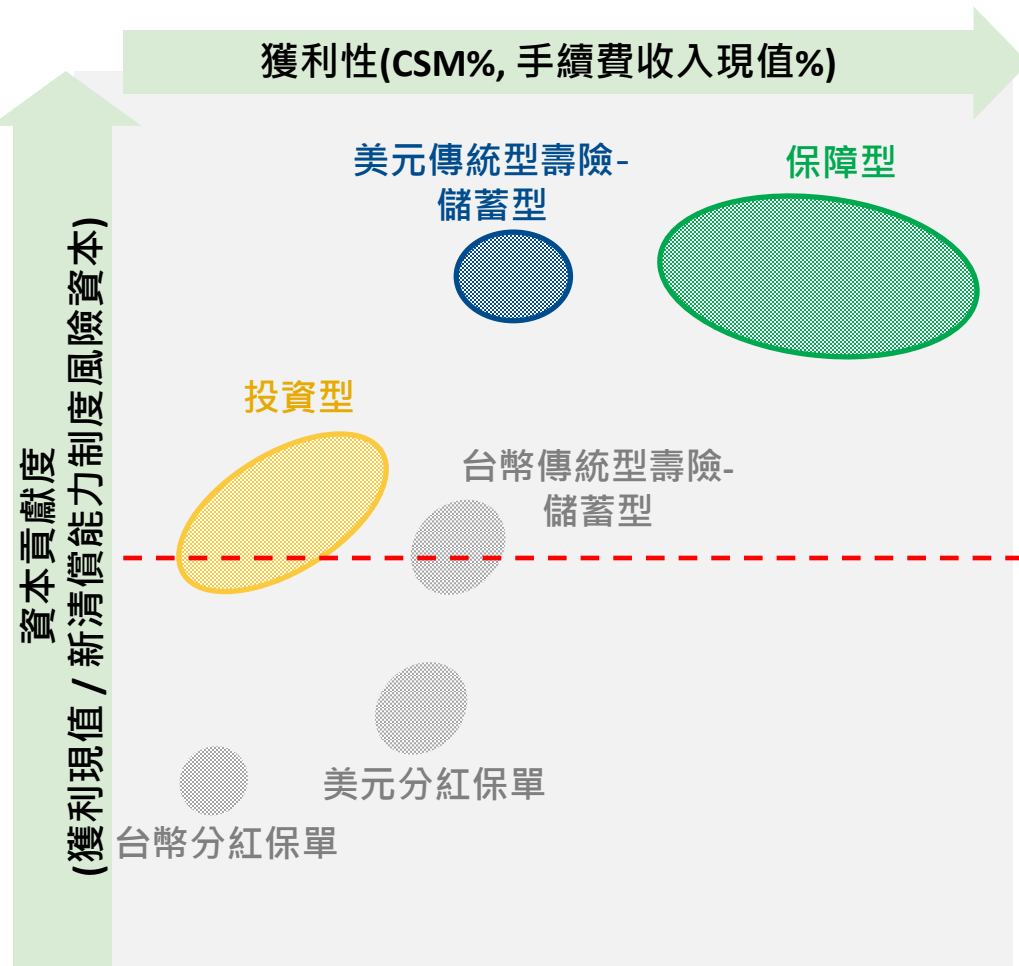 獲利性(CSM%, 手續費收入現值%)
資本貢獻度
(獲利現值 / 新清償能力制度風險資本)
美元傳統型壽險-
儲蓄型
保障型
投資型
台幣傳統型壽險-
儲蓄型
美元分紅保單
台幣分紅保單